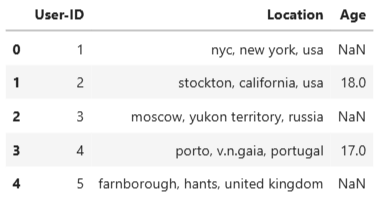 User-ID Location Age
0 1 nyc, new york, usa NaN
1 2 stockton, california, usa 18.0
2 3 moscow, yukon territory, russia NaN
3 4 porto, v.n.gaia, portugal 17.0
4 5 farnborough, hants, united kingdom NaN